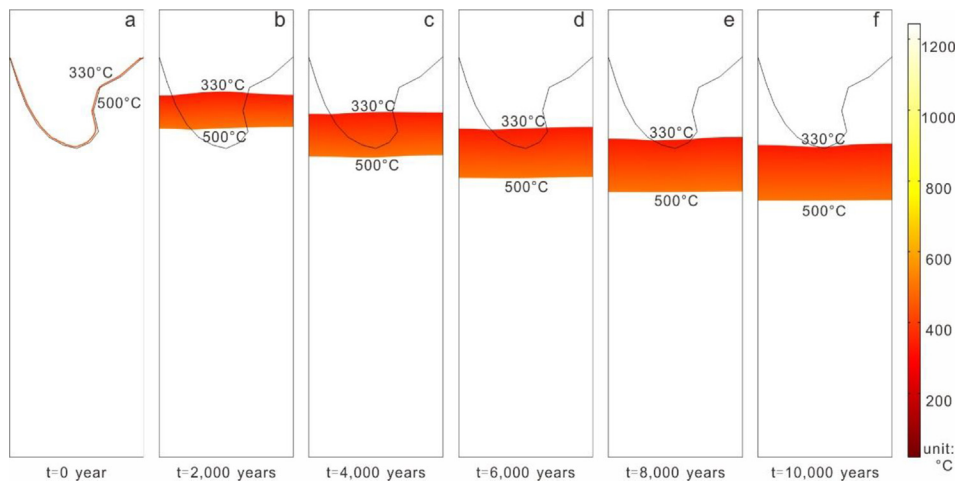 a
330°C
500°C
t=0 year
b
330°C
500°C
t=2,000 years
c
330°C
500°C
t=4,000 years
d
330°C
500°C
t=6,000 years
e
330°C
500°C
t=8,000 years
f
330°C
500°C
t=10,000 years
1200
1000
800
600
400
200
unit:
°C